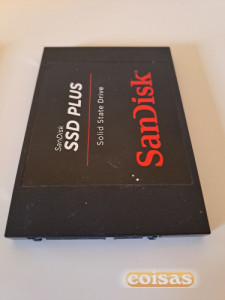 SanDisk
SSD PLUS
Solid State Drive
SanDisk
coisas